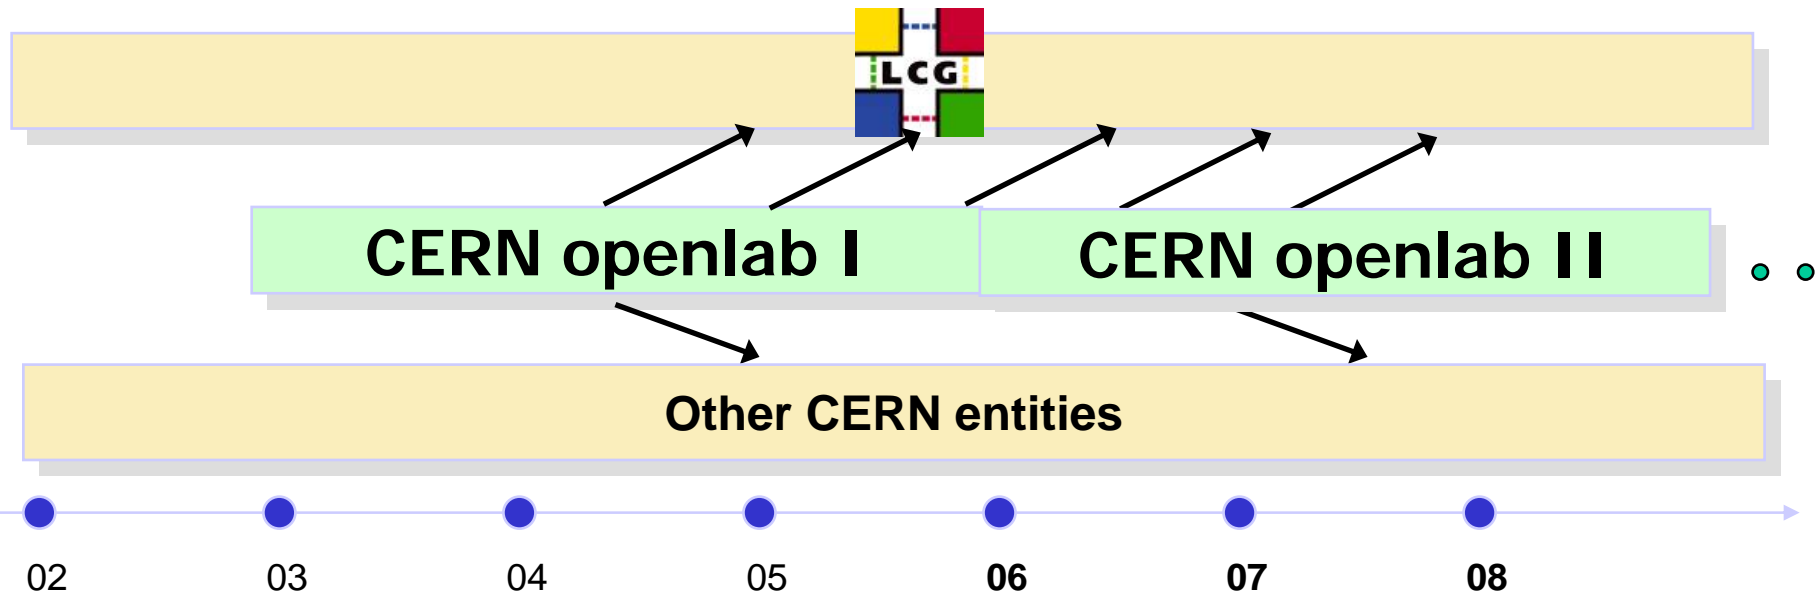 LCG
CERN openlab I
CERN openlab II
Other CERN entities
02 03 04 05 06 07 08